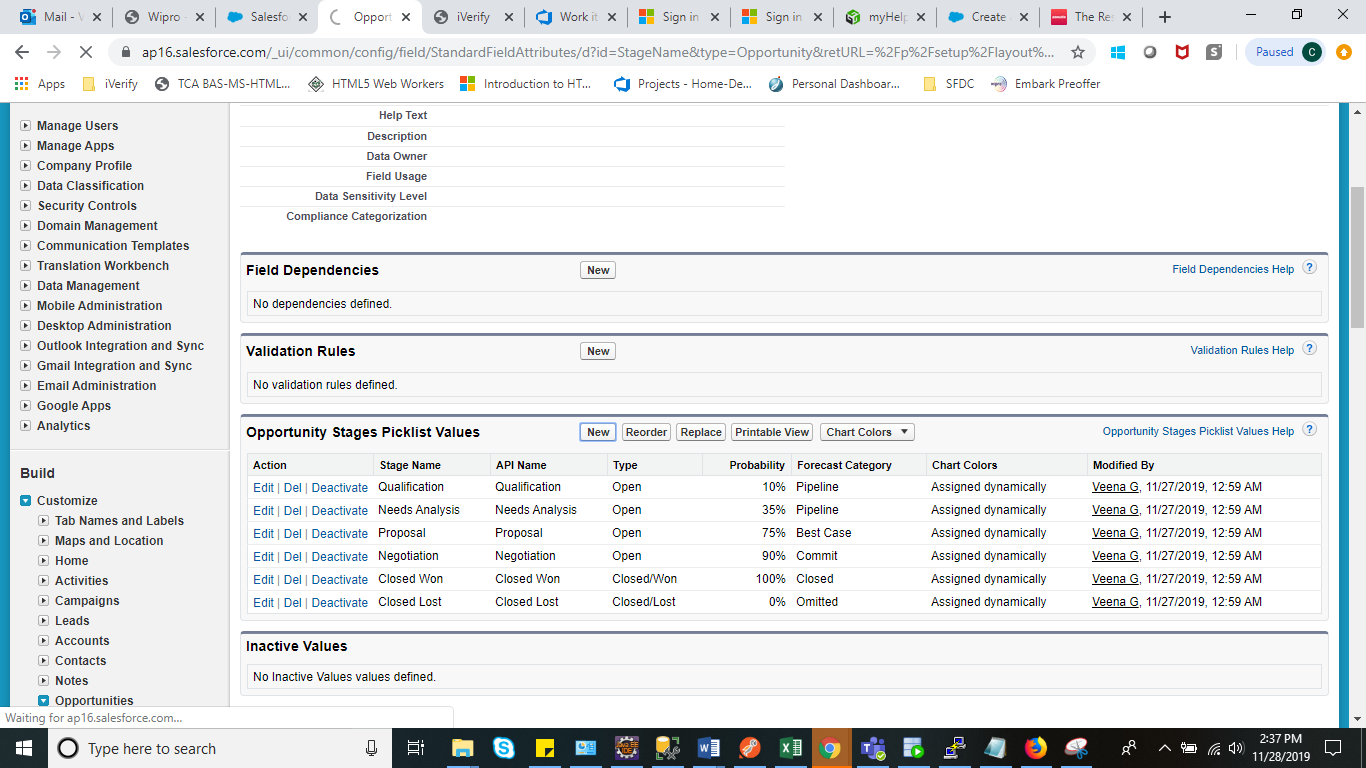 Mail - V
Wipro -
Salesfo
Opport
iVerify
Work it
Sign in
Sign in
myHelp
Create
The Res
ap16.salesforce.com/_ui/common/config/field/StandardFieldAttributes/d?id=StageName&type=Opportunity&retURL=%2Fp%2Fsetup%2Flayout%...
Paused C
Apps
iVerify
TCA BAS-MS-HTML...
HTML5 Web Workers
Introduction to HT...
Projects - Home-De...
Personal Dashboar...
SFDC
Embark Preoffer
Manage Users
Manage Apps
Company Profile
Data Classification
Security Controls
Domain Management
Communication Templates
Translation Workbench
Data Management
Mobile Administration
Desktop Administration
Outlook Integration and Sync
Gmail Integration and Sync
Email Administration
Google Apps
Analytics
Build
Customize
Tab Names and Labels
Maps and Location
Home
Activities
Campaigns
Leads
Accounts
Contacts
Notes
Opportunities
Help Text
Description
Data Owner
Field Usage
Data Sensitivity Level
Compliance Categorization
Field Dependencies New Field Dependencies Help ?
No dependencies defined.
Validation Rules New Validation Rules Help ?
No validation rules defined.
Opportunity Stages Picklist Values New Reorder Replace Printable View Chart Colors Opportunity Stages Picklist Values Help ?
Action Stage Name API Name Type Probability Forecast Category Chart Colors Modified By
Edit | Del | Deactivate Qualification Qualification Open 10% Pipeline Assigned dynamically Veena G, 11/27/2019, 12:59 AM
Edit | Del | Deactivate Needs Analysis Needs Analysis Open 35% Pipeline Assigned dynamically Veena G, 11/27/2019, 12:59 AM
Edit | Del | Deactivate Proposal Proposal Open 75% Best Case Assigned dynamically Veena G, 11/27/2019, 12:59 AM
Edit | Del | Deactivate Negotiation Negotiation Open 90% Commit Assigned dynamically Veena G, 11/27/2019, 12:59 AM
Edit | Del | Deactivate Closed Won Closed Won Closed/Won 100% Closed Assigned dynamically Veena G, 11/27/2019, 12:59 AM
Edit | Del | Deactivate Closed Lost Closed Lost Closed/Lost 0% Omitted Assigned dynamically Veena G, 11/27/2019, 12:59 AM
Inactive Values
No Inactive Values values defined.
Waiting for ap16.salesforce.com...
Type here to search
2:37 PM
11/28/2019